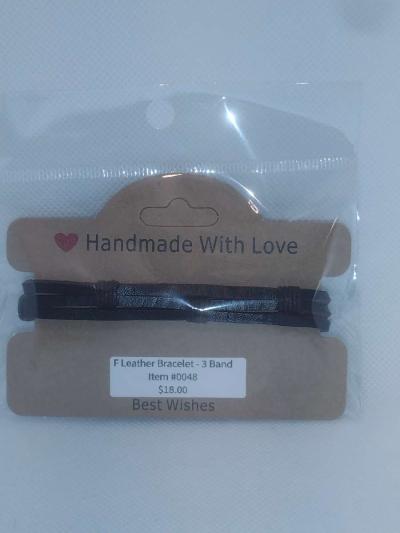 Handmade With Love
F Leather Bracelet - 3 Band
Item #0048
$18.00
Best Wishes